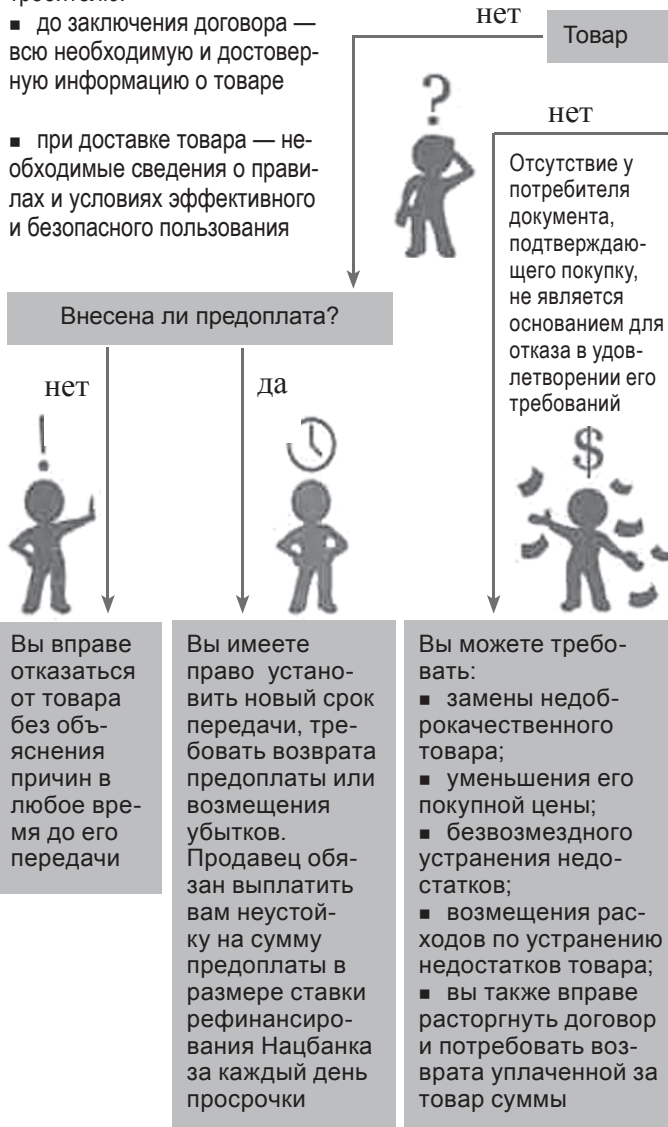 ■ до заключения договора —
всю необходимую и достовер-
ную информацию о товаре
■ при доставке товара — не-
обходимые сведения о прави-
лах и условиях эффективного
и безопасного пользования
нет
Товар
?
нет
Отсутствие у
потребителя
документа,
подтверждаю-
щего покупку,
не является
основанием для
отказа в удов-
летворении его
требований
Внесена ли предоплата?
нет
да
!
$
Вы вправе
отказаться
от товара
без объ-
яснения
причин в
любое вре-
мя до его
передачи
Вы имеете
право устано-
вить новый срок
передачи, тре-
бовать возврата
предоплаты или
возмещения
убытков.
Продавец обя-
зан выплатить
вам неустой-
ку на сумму
предоплаты в
размере ставки
рефинансиро-
вания Нацбанка
за каждый день
просрочки
Вы можете требо-
вать:
■ замены недоб-
рокачественного
товара;
■ уменьшения его
покупной цены;
■ безвозмездного
устранения недо-
статков;
■ возмещения рас-
ходов по устранению
недостатков товара;
■ вы также вправе
расторгнуть договор
и потребовать воз-
врата уплаченной за
товар суммы